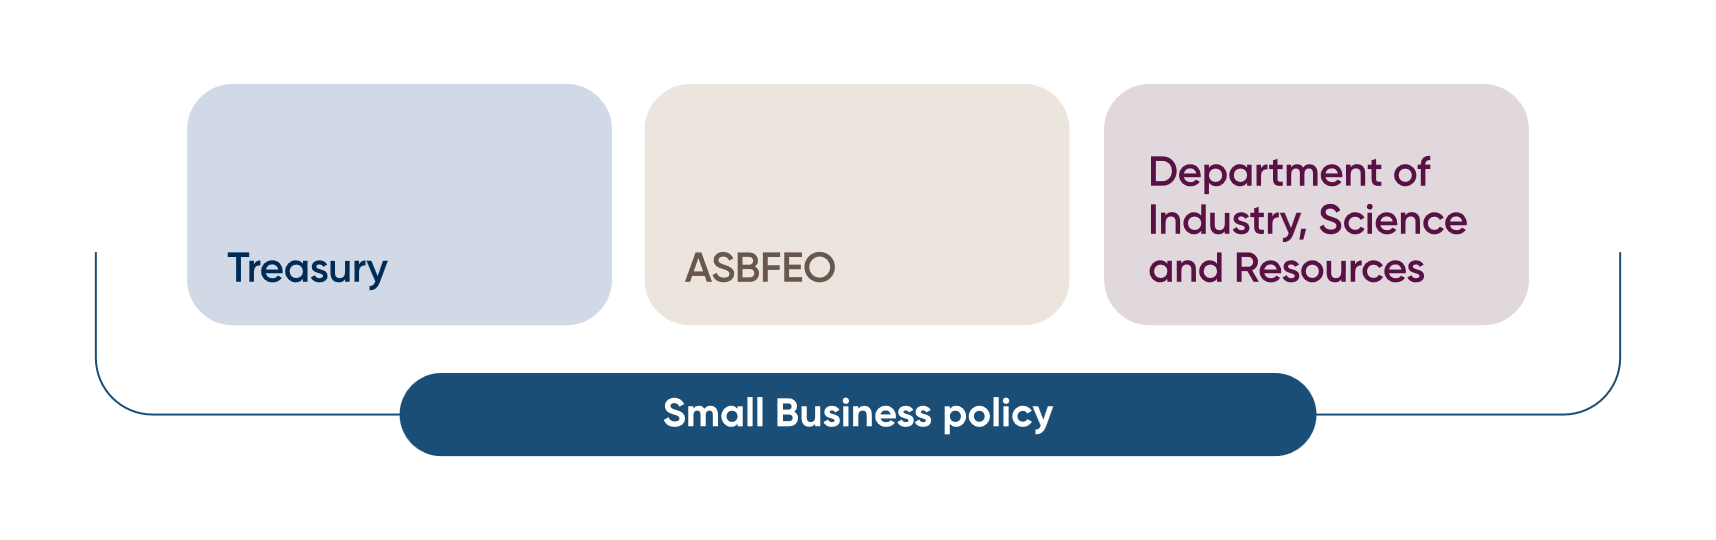 Treasury
ASBFEO
Department of
Industry, Science
and Resources
Small Business policy